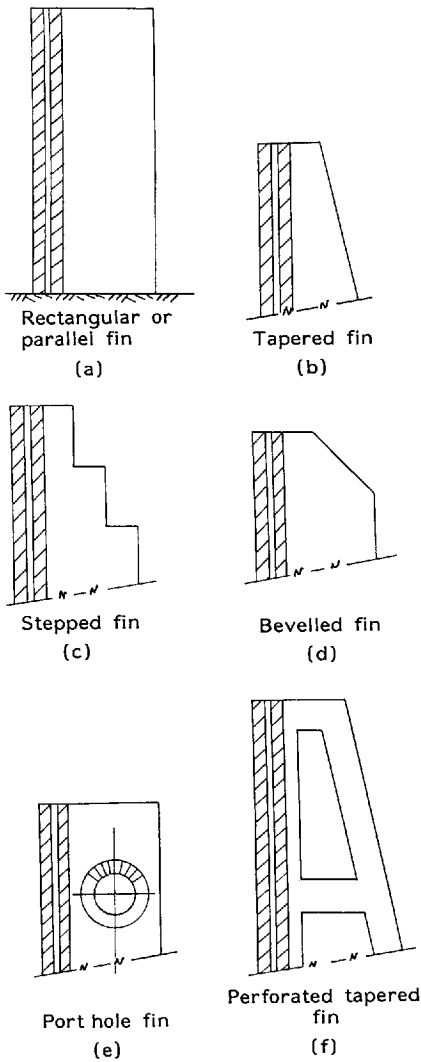 Rectangular or
parallel fin
(a)
Tapered fin
(b)
Stepped fin
(c)
Bevelled fin
(d)
Port hole fin
(e)
Perforated tapered
fin
(f)